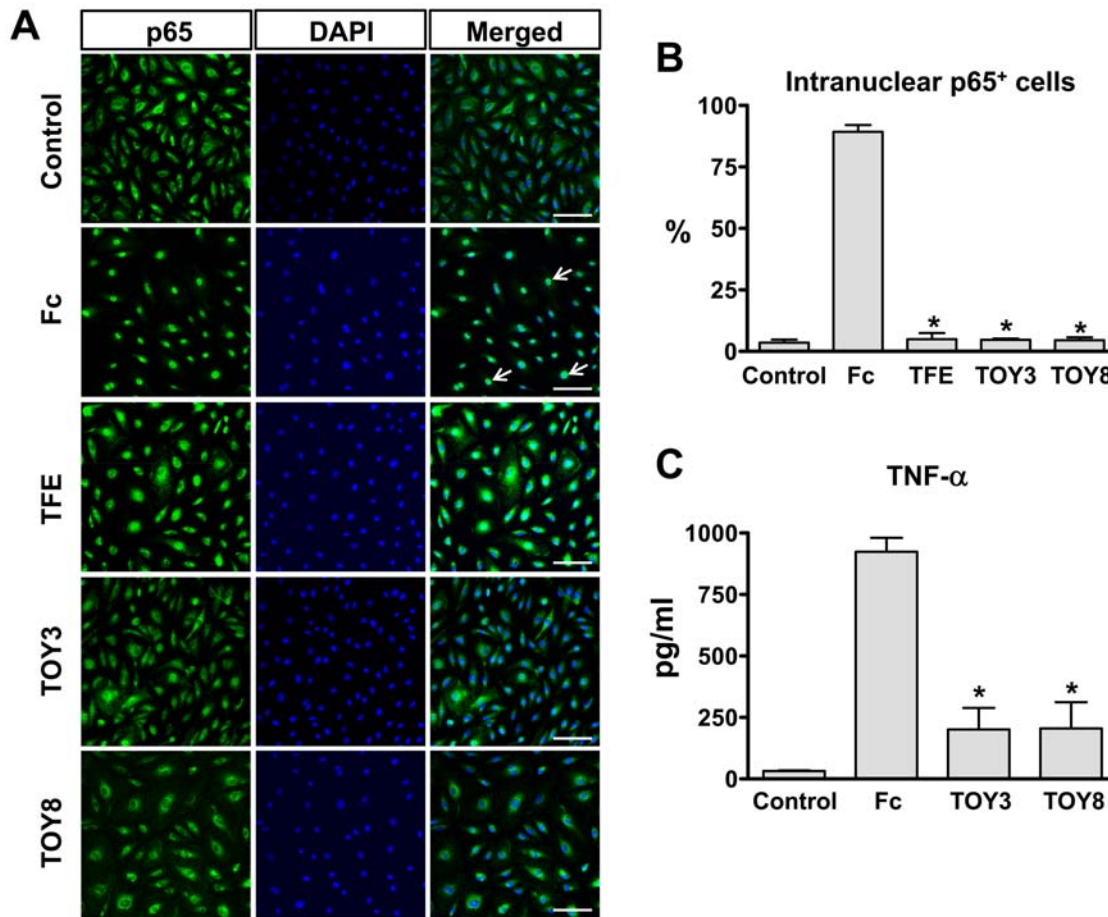 A
p65 DAPI Merged
Control
Fc
TFE
TOY3
TOY8
B
Intranuclear p65⁺ cells
100
75
50
25
0
%
* * *
Control Fc TFE TOY3 TOY8
C
TNF-α
1000
750
500
250
0
pg/ml
* *
Control Fc TOY3 TOY8